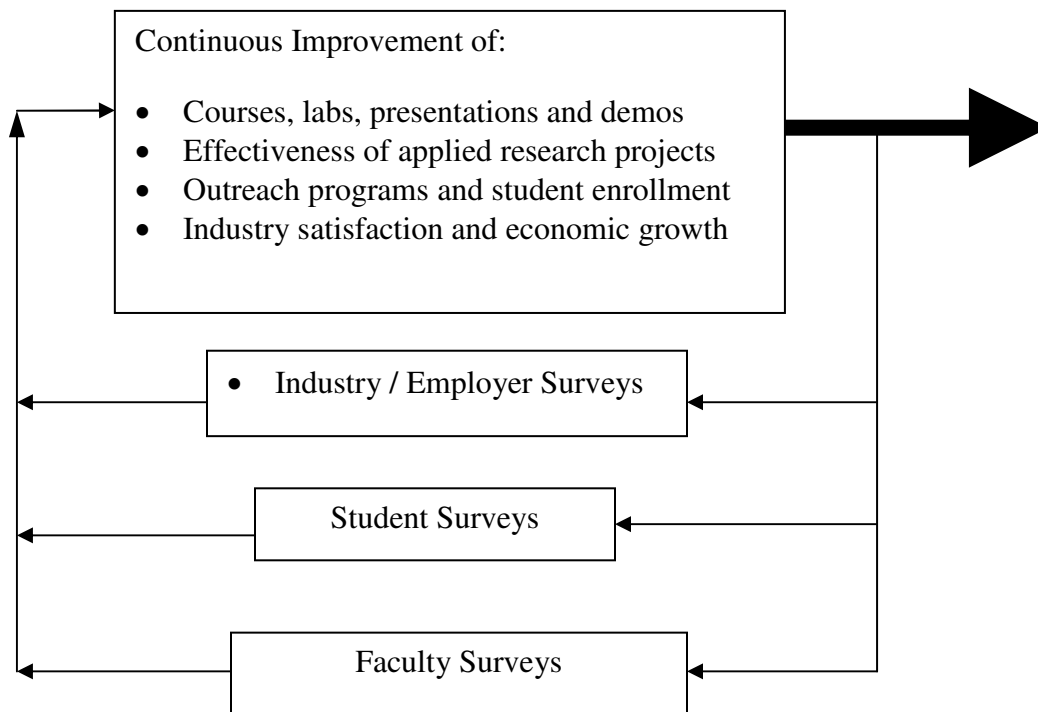 Continuous Improvement of:
• Courses, labs, presentations and demos
• Effectiveness of applied research projects
• Outreach programs and student enrollment
• Industry satisfaction and economic growth
• Industry / Employer Surveys
Student Surveys
Faculty Surveys